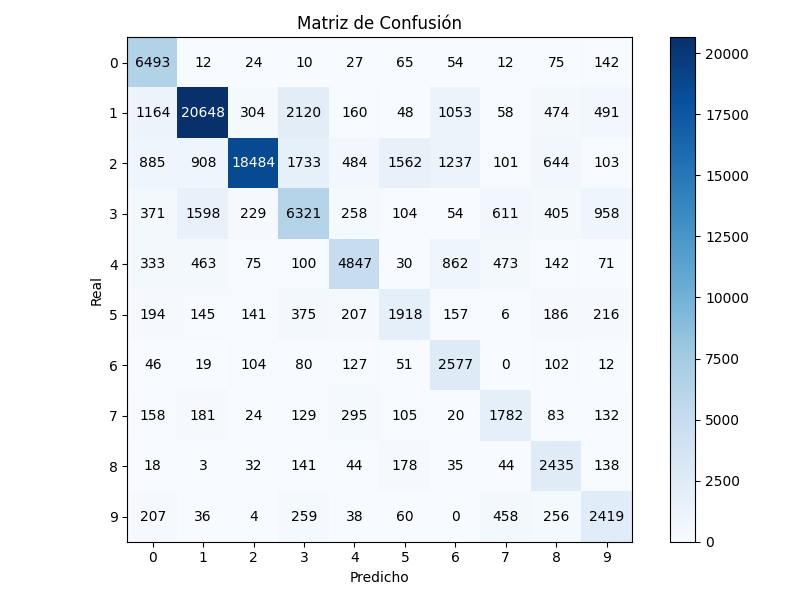 Matriz de Confusión
0 6493 12 24 10 27 65 54 12 75 142
1 1164 20648 304 2120 160 48 1053 58 474 491
2 885 908 18484 1733 484 1562 1237 101 644 103
3 371 1598 229 6321 258 104 54 611 405 958
4 333 463 75 100 4847 30 862 473 142 71
5 194 145 141 375 207 1918 157 6 186 216
6 46 19 104 80 127 51 2577 0 102 12
7 158 181 24 129 295 105 20 1782 83 132
8 18 3 32 141 44 178 35 44 2435 138
9 207 36 4 259 38 60 0 458 256 2419
0 1 2 3 4 5 6 7 8 9
Predicho
Real
20000
17500
15000
12500
10000
7500
5000
2500
0